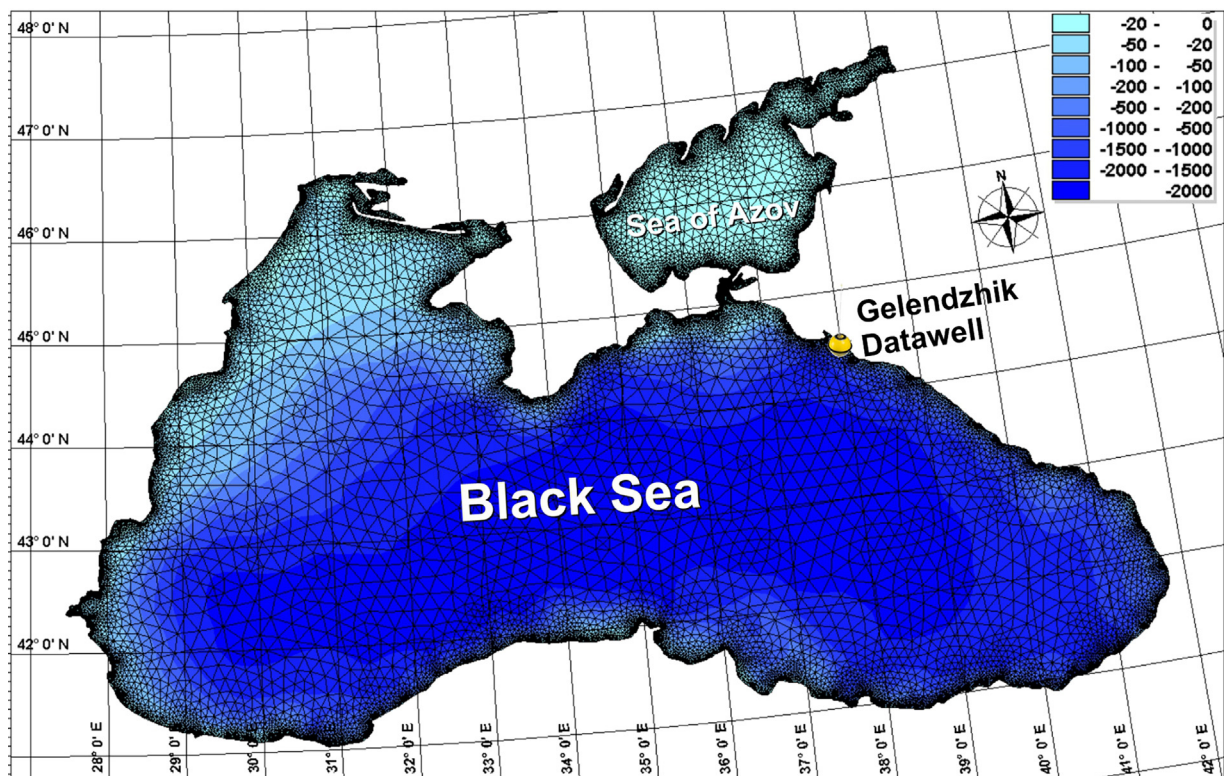 48° 0' N
47° 0' N
46° 0' N
45° 0' N
44° 0' N
43° 0' N
42° 0' N
-20 - 0
-50 - -20
-100 - -50
-200 - -100
-500 - -200
-1000 - -500
-1500 - -1000
-2000 - -1500
-2000
N
Sea of Azov
Gelendzhik
Datawell
Black Sea
28° 0' E
29° 0'
30° 0' E
31° E
32° 0' E
33° 0' E
34° 0' E
35° 0' E
36° 0' E
37° 0' E
38° 0' E
39° 0' E
40° 0' E
41° 0' E
42° 0' E